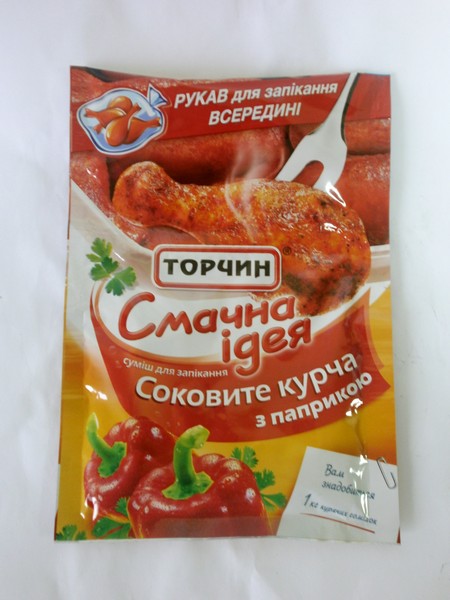 РУКАВ для запікання
ВСЕРЕДИНІ
ТОРЧИН®
Смачна
ідея
суміш для запікання
Соковите курча
з паприкою
Вам
знадобиться
1 кг курячих гомілок